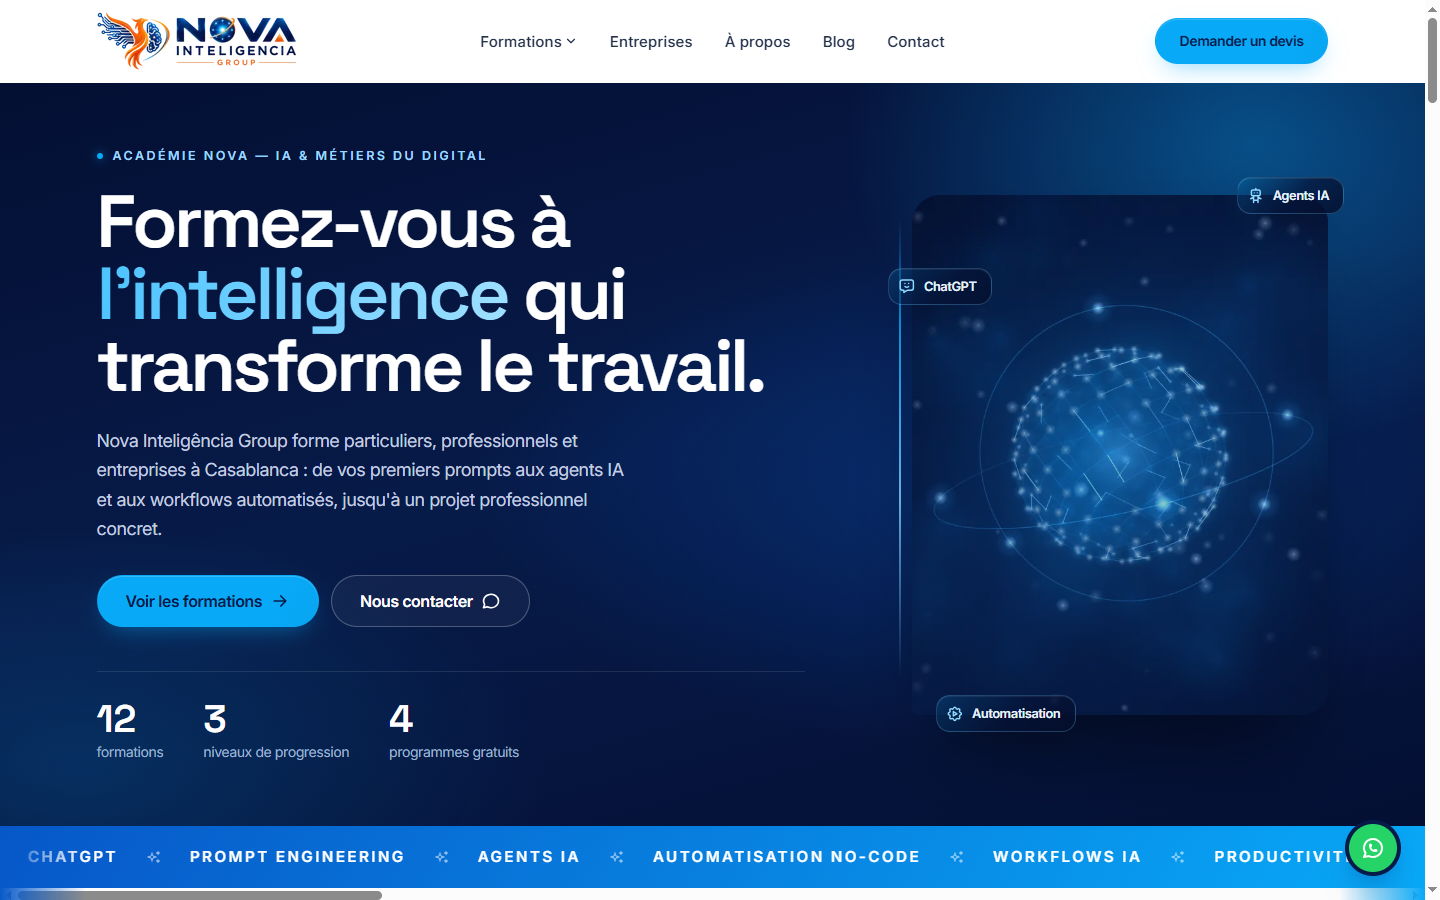 NOVA
INTELIGENCIA
GROUP
Formations
Entreprises
À propos
Blog
Contact
Demander un devis
ACADÉMIE NOVA — IA & MÉTIERS DU DIGITAL
Formez-vous à
l'intelligence qui
transforme le travail.
Nova Inteligência Group forme particuliers, professionnels et
entreprises à Casablanca : de vos premiers prompts aux agents IA
et aux workflows automatisés, jusqu'à un projet professionnel
concret.
Voir les formations
Nous contacter
12
formations
3
niveaux de progression
4
programmes gratuits
Agents IA
ChatGPT
Automatisation
CHATGPT
PROMPT ENGINEERING
AGENTS IA
AUTOMATISATION NO-CODE
WORKFLOWS IA